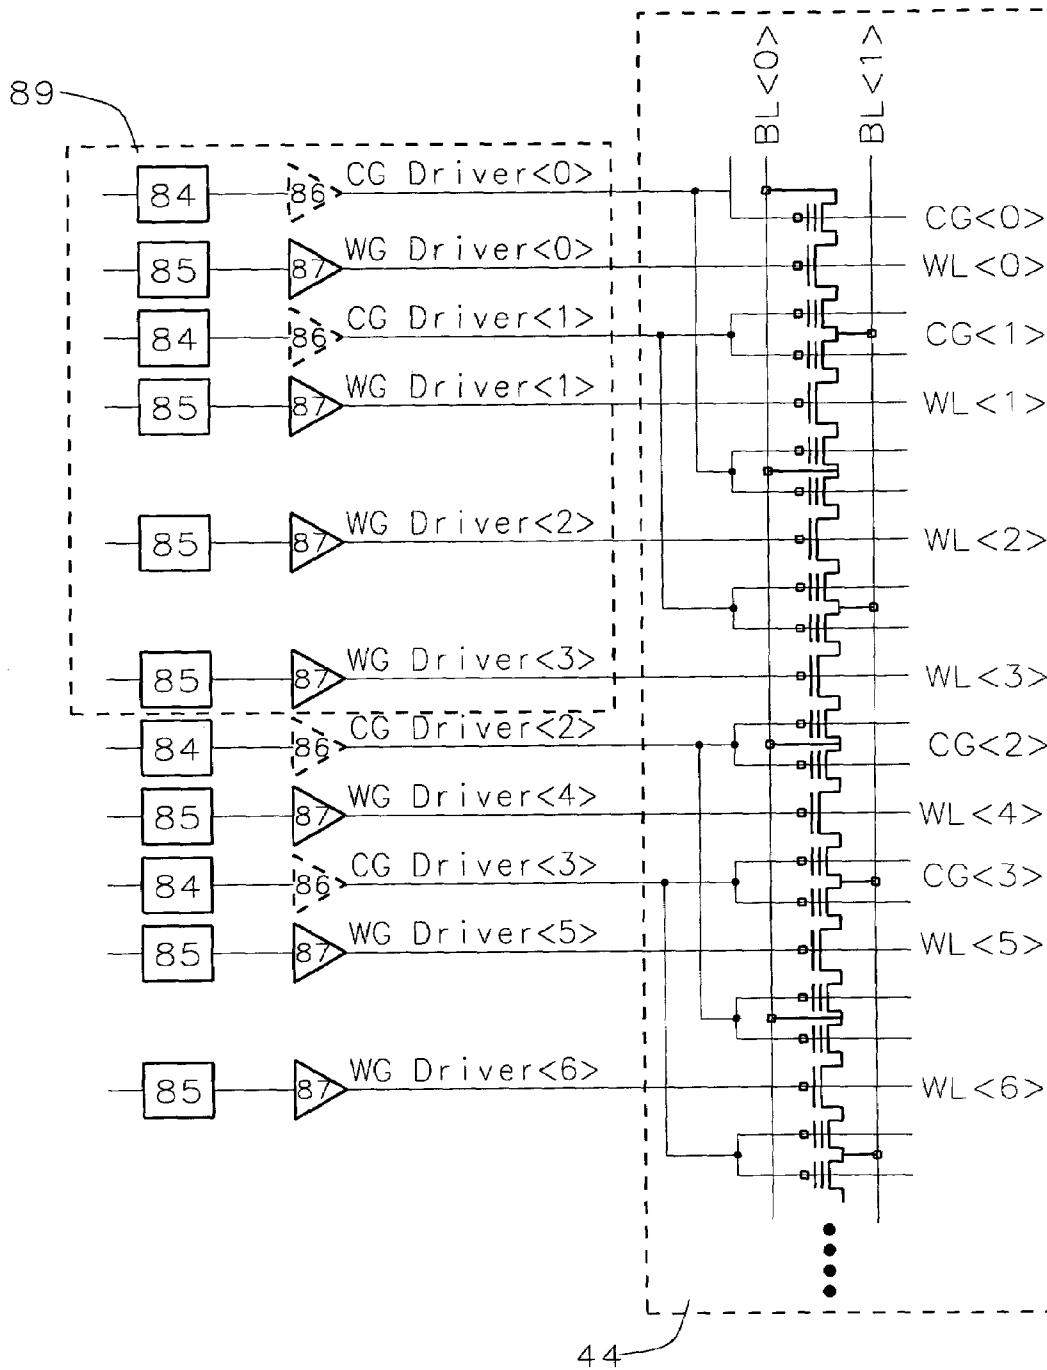 BL<0>
BL<1>
89
84 86 CG Driver<0>
CG<0>
85 87 WG Driver<0>
WL<0>
84 86 CG Driver<1>
CG<1>
85 87 WG Driver<1>
WL<1>
85 87 WG Driver<2>
WL<2>
85 87 WG Driver<3>
WL<3>
84 86 CG Driver<2>
CG<2>
85 87 WG Driver<4>
WL<4>
84 86 CG Driver<3>
CG<3>
85 87 WG Driver<5>
WL<5>
85 87 WG Driver<6>
WL<6>
44